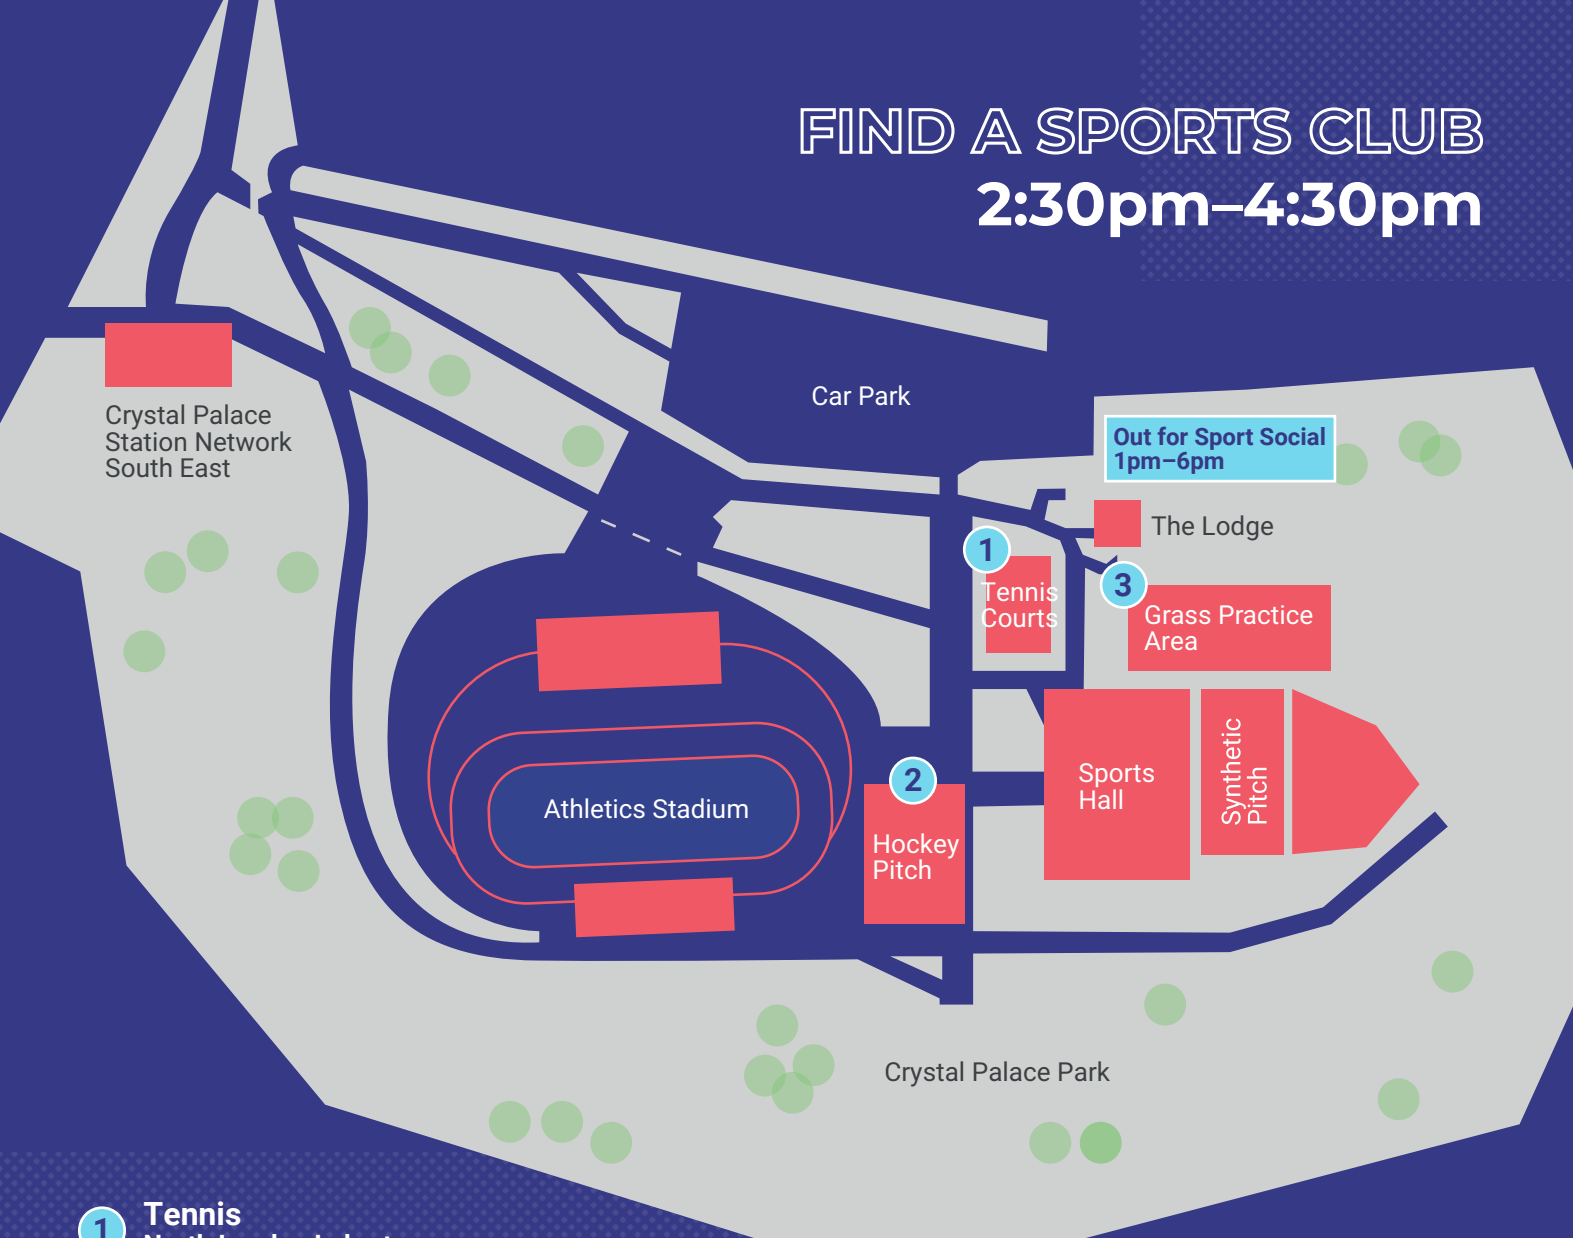 FIND A SPORTS CLUB
2:30pm–4:30pm
Car Park
Crystal Palace
Station Network
South East
Out for Sport Social
1pm–6pm
The Lodge
1
Tennis
Courts
3
Grass Practice
Area
2
Hockey
Pitch
Sports
Hall
Synthetic
Pitch
Athletics Stadium
Crystal Palace Park
1
Tennis